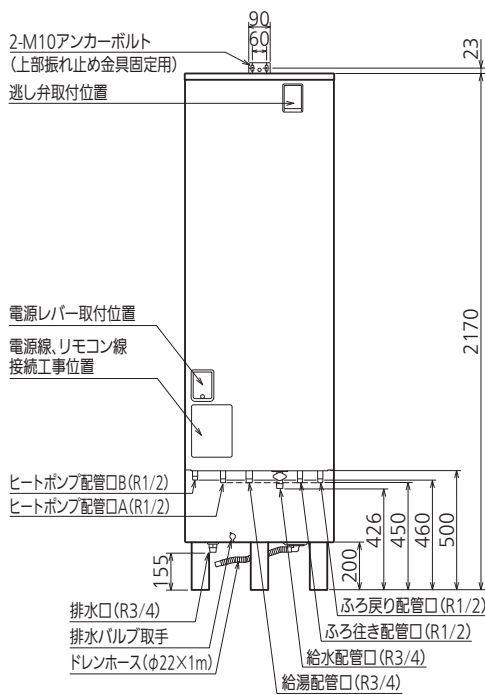 90
60
23
2-M10アンカーボルト
(上部振れ止め金具固定用)
逃し弁取付位置
2170
電源レバー取付位置
電源線、リモコン線
接続工事位置
ヒートポンプ配管口B(R1/2)
ヒートポンプ配管口A(R1/2)
155
200
426
450
460
500
排水口(R3/4)
排水バルブ取手
ドレンホース(φ22×1m)
ふろ戻り配管口(R1/2)
ふろ往き配管口(R1/2)
給水配管口(R3/4)
給湯配管口(R3/4)